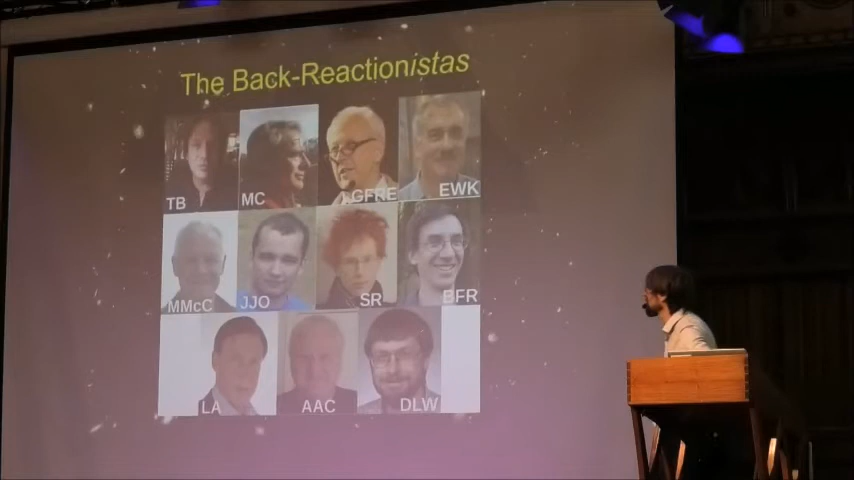 The Back-Reactionistas
TB MC GFRE EWK
MMcC JJO SR BFR
LA AAC DLW